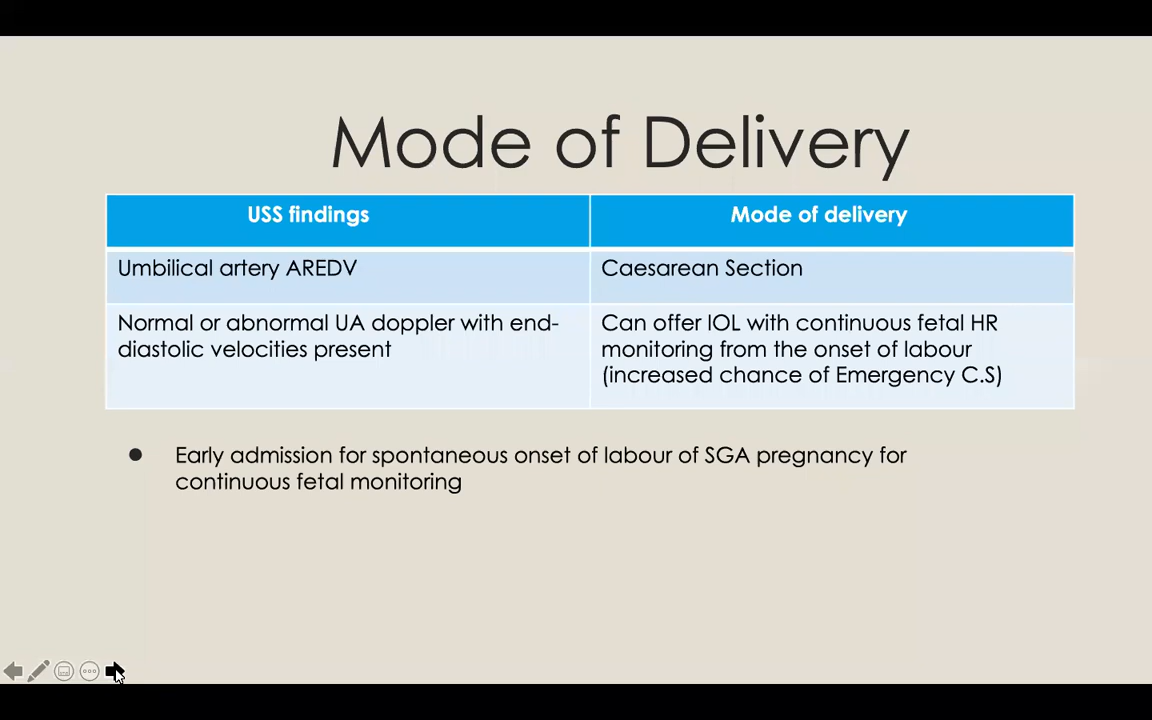 Mode of Delivery
USS findings
Mode of delivery
Umbilical artery AREDV
Caesarean Section
Normal or abnormal UA doppler with end-
diastolic velocities present
Can offer IOL with continuous fetal HR
monitoring from the onset of labour
(increased chance of Emergency C.S)
Early admission for spontaneous onset of labour of SGA pregnancy for
continuous fetal monitoring